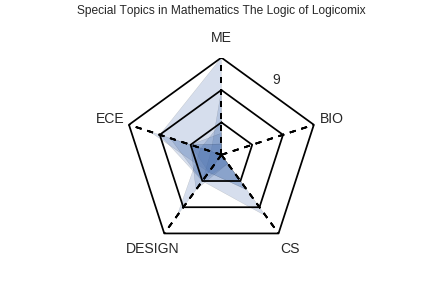 Special Topics in Mathematics The Logic of Logicomix
ME
9
ECE
BIO
DESIGN
CS